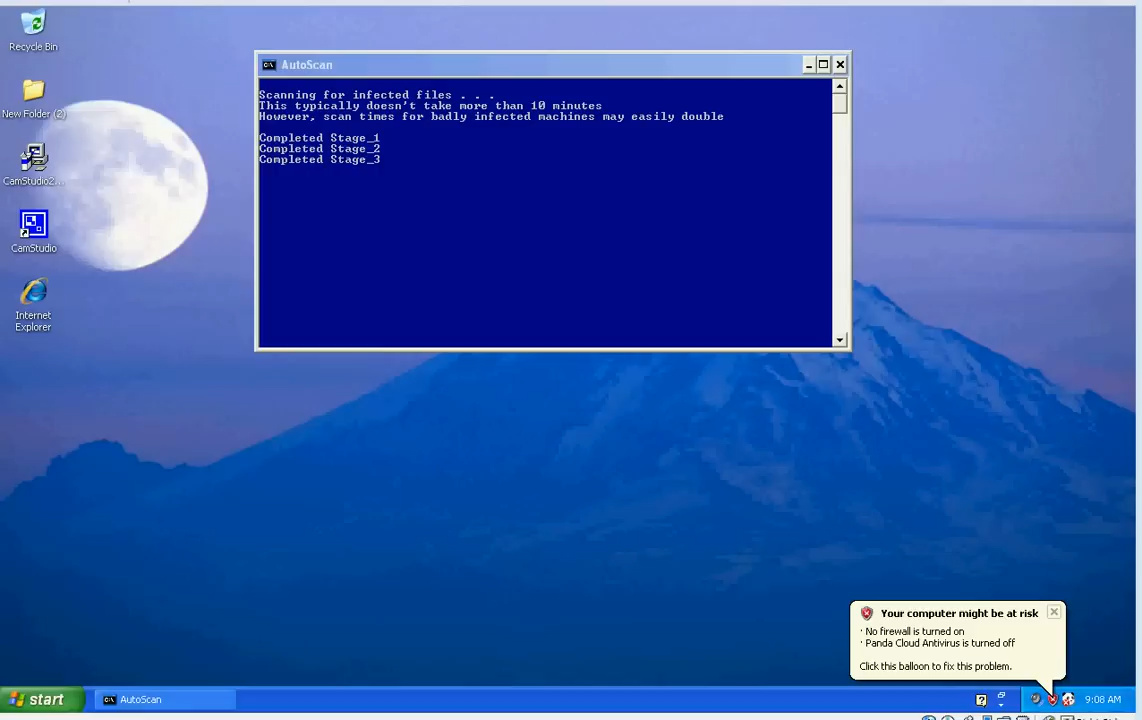 Recycle Bin
New Folder (2)
CamStudio2...
CamStudio
Internet
Explorer
AutoScan
Scanning for infected files . . .
This typically doesn't take more than 10 minutes
However, scan times for badly infected machines may easily double
Completed Stage_1
Completed Stage_2
Completed Stage_3
Your computer might be at risk
· No firewall is turned on
· Panda Cloud Antivirus is turned off
Click this balloon to fix this problem.
start
AutoScan
9:08 AM